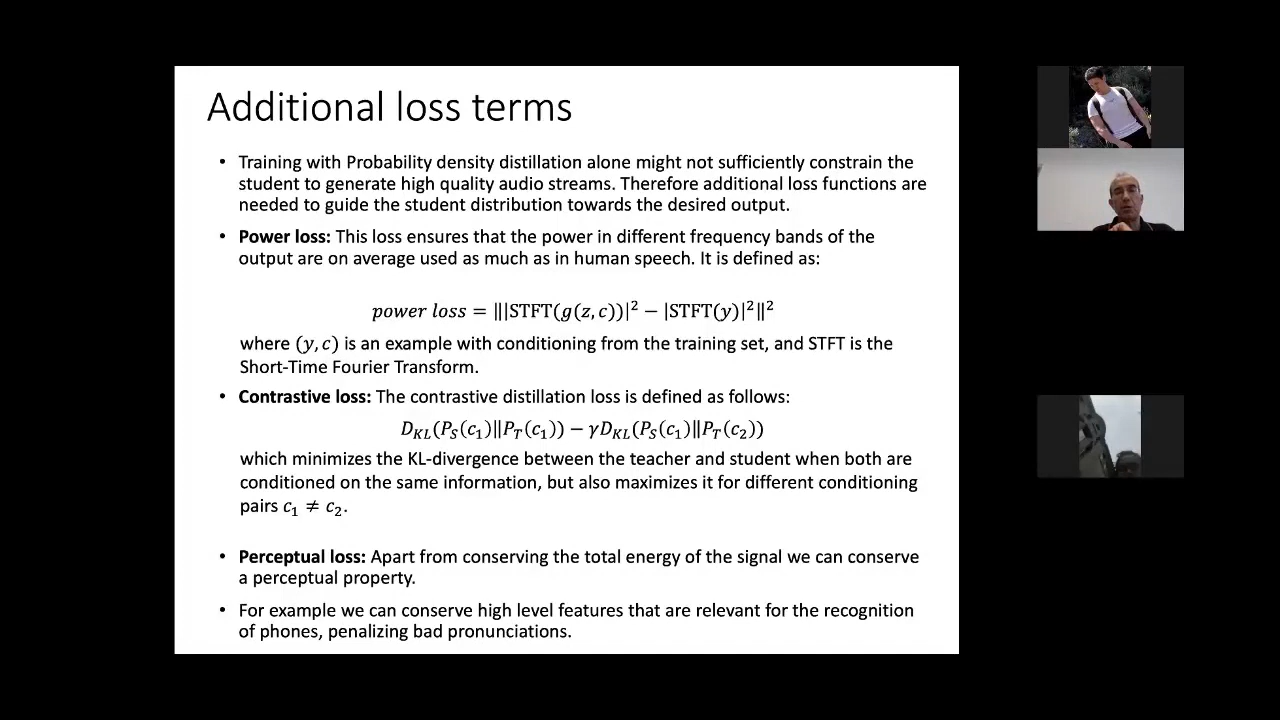 Additional loss terms
• Training with Probability density distillation alone might not sufficiently constrain the
student to generate high quality audio streams. Therefore additional loss functions are
needed to guide the student distribution towards the desired output.
• Power loss: This loss ensures that the power in different frequency bands of the
output are on average used as much as in human speech. It is defined as:
power loss = ‖|STFT(g(z, c))|² − |STFT(y)|²‖²
where (y, c) is an example with conditioning from the training set, and STFT is the
Short-Time Fourier Transform.
• Contrastive loss: The contrastive distillation loss is defined as follows:
D_KL(P_S(c₁)‖P_T(c₁)) − γD_KL(P_S(c₁)‖P_T(c₂))
which minimizes the KL-divergence between the teacher and student when both are
conditioned on the same information, but also maximizes it for different conditioning
pairs c₁ ≠ c₂.
• Perceptual loss: Apart from conserving the total energy of the signal we can conserve
a perceptual property.
• For example we can conserve high level features that are relevant for the recognition
of phones, penalizing bad pronunciations.